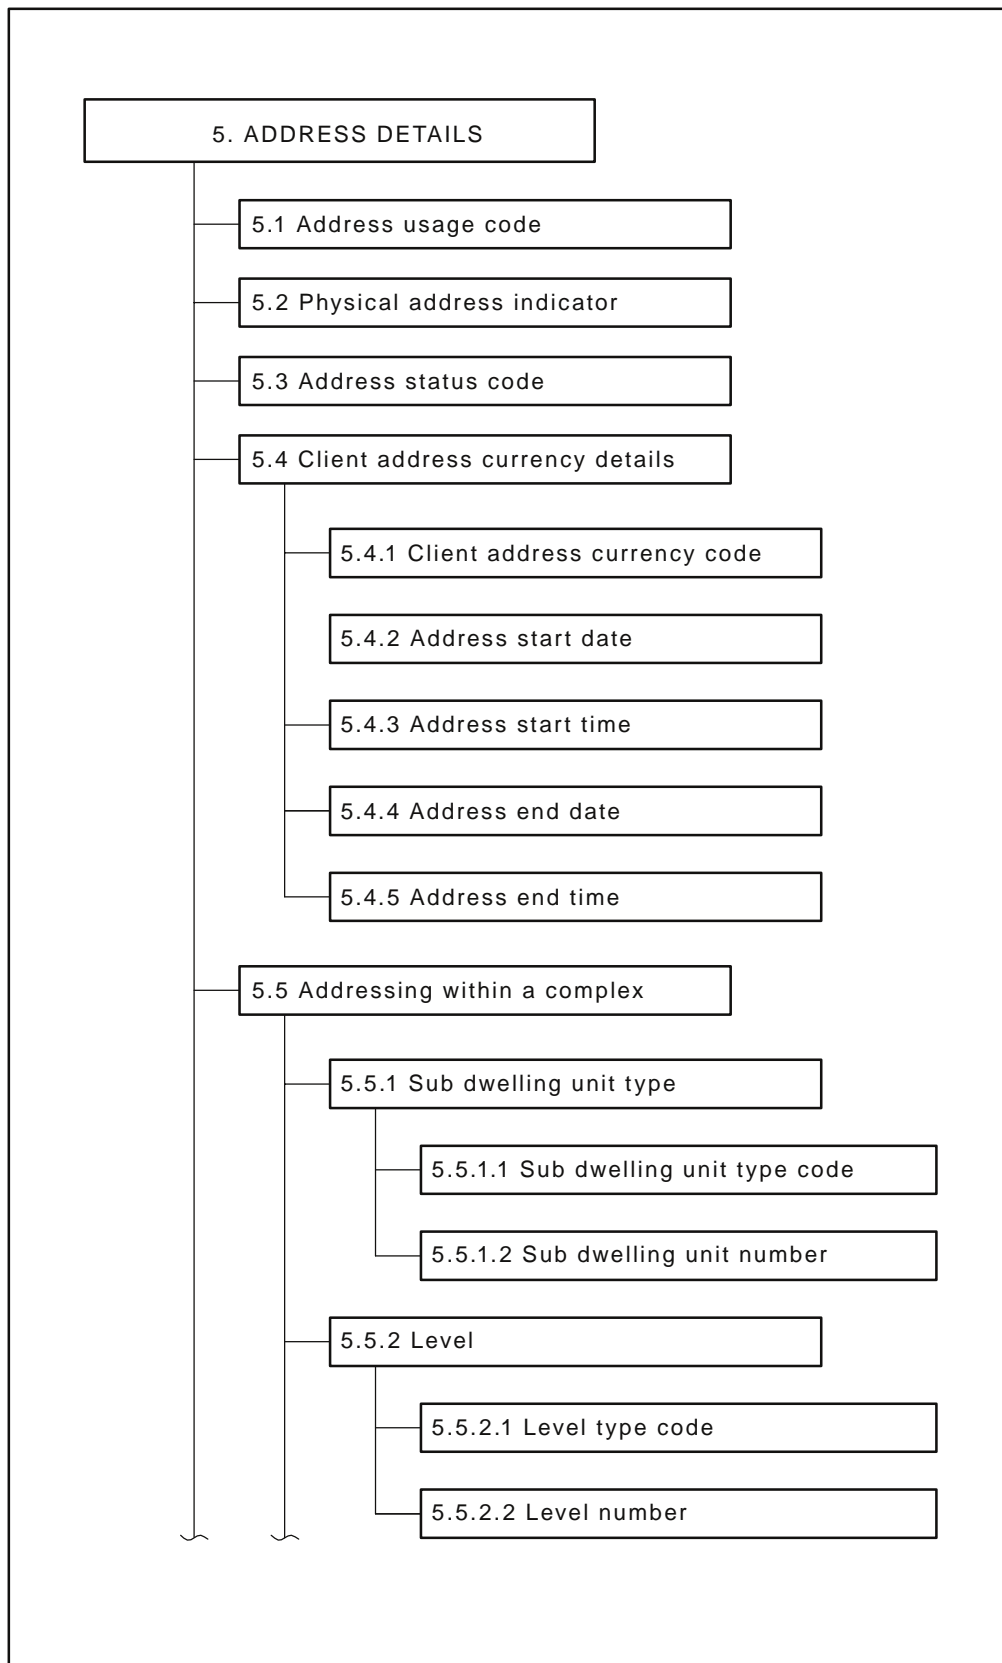 5. ADDRESS DETAILS
5.1 Address usage code
5.2 Physical address indicator
5.3 Address status code
5.4 Client address currency details
5.4.1 Client address currency code
5.4.2 Address start date
5.4.3 Address start time
5.4.4 Address end date
5.4.5 Address end time
5.5 Addressing within a complex
5.5.1 Sub dwelling unit type
5.5.1.1 Sub dwelling unit type code
5.5.1.2 Sub dwelling unit number
5.5.2 Level
5.5.2.1 Level type code
5.5.2.2 Level number